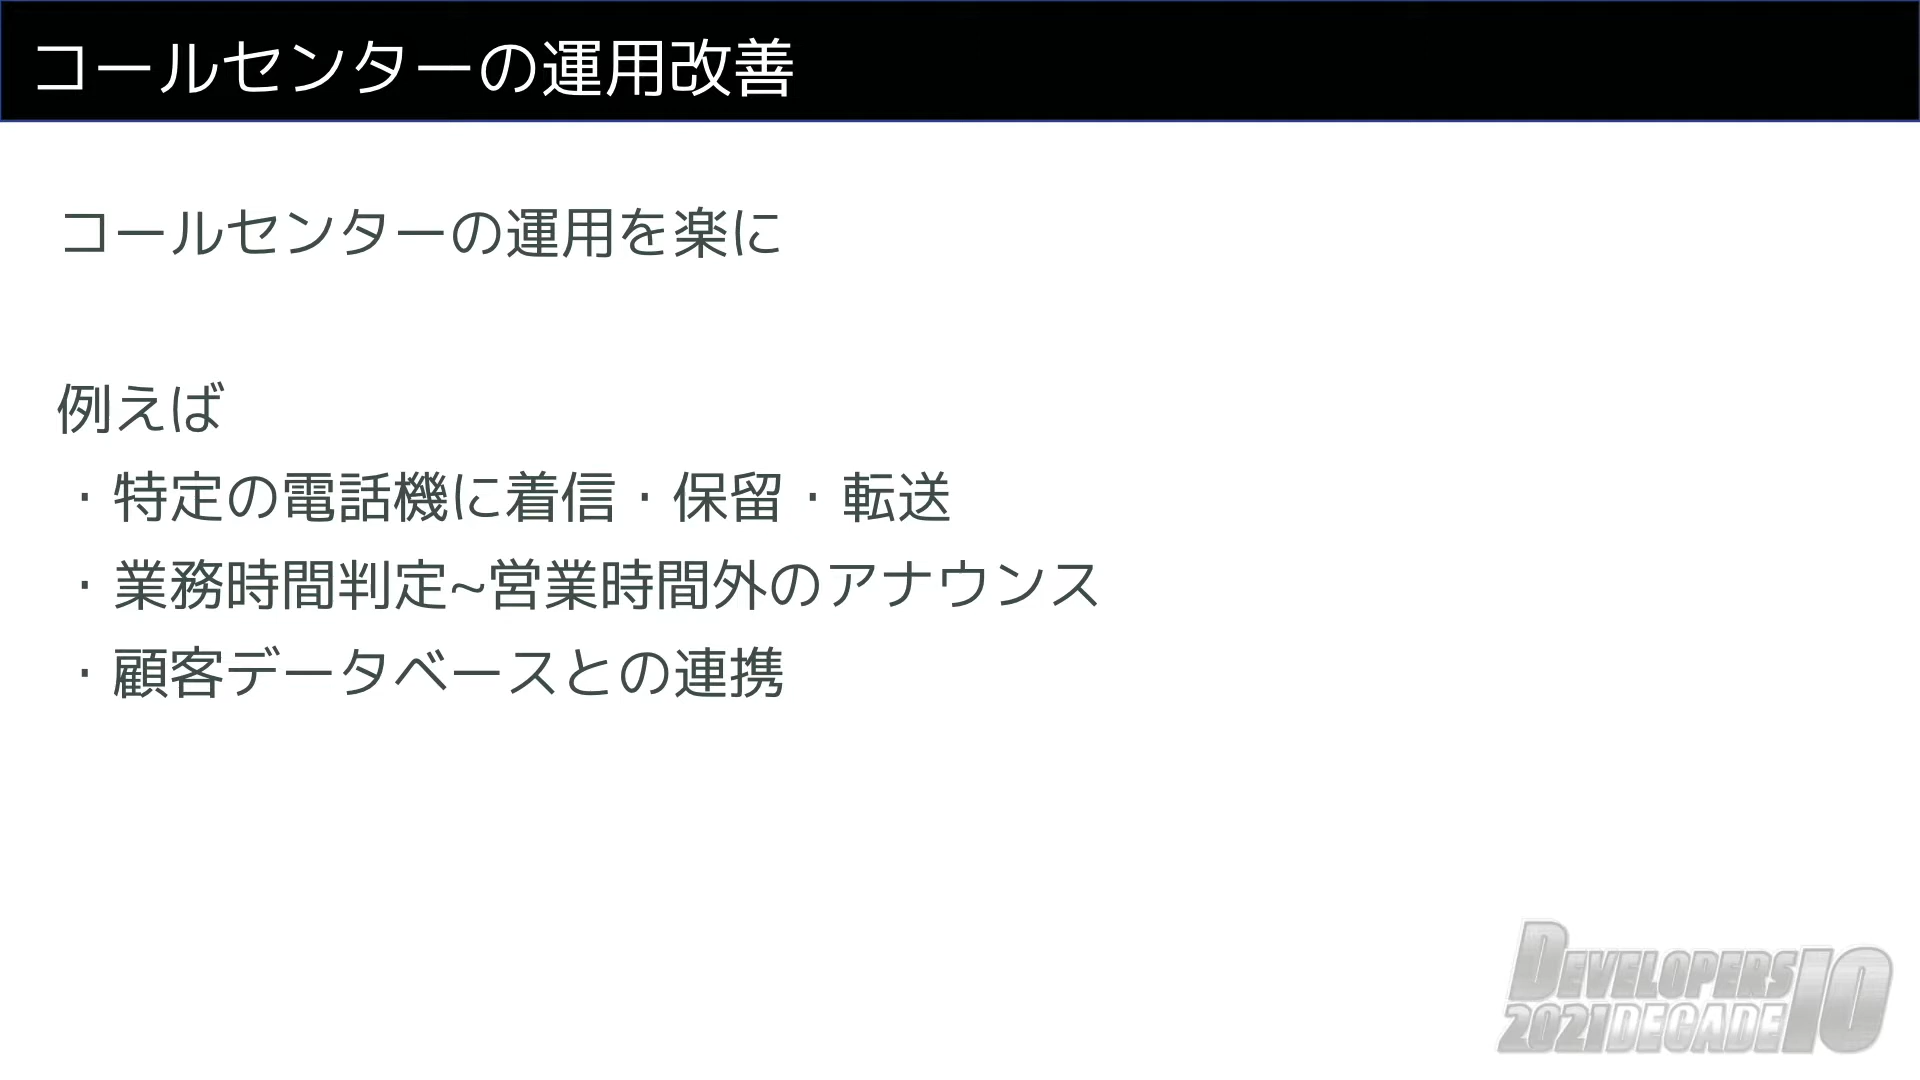 コールセンターの運用改善
コールセンターの運用を楽に
例えば
・特定の電話機に着信・保留・転送
・業務時間判定~営業時間外のアナウンス
・顧客データベースとの連携
DEVELOPERS
2021 DECADE 10